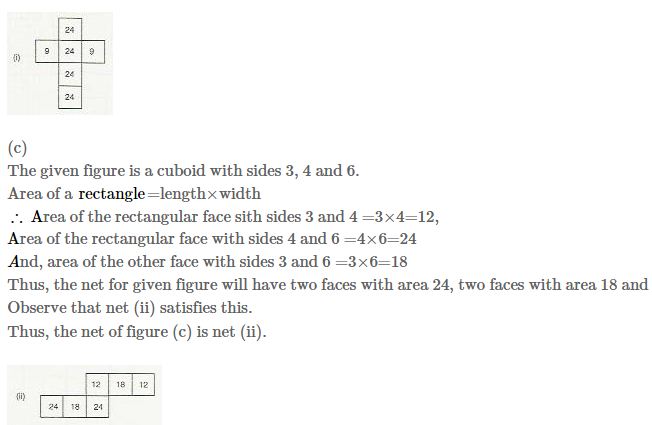 24
(i) 9 24 9
24
24
(c)
The given figure is a cuboid with sides 3, 4 and 6.
Area of a rectangle=length×width
∴ Area of the rectangular face sith sides 3 and 4 =3×4=12,
Area of the rectangular face with sides 4 and 6 =4×6=24
And, area of the other face with sides 3 and 6 =3×6=18
Thus, the net for given figure will have two faces with area 24, two faces with area 18 and
Observe that net (ii) satisfies this.
Thus, the net of figure (c) is net (ii).
12 18 12
(ii) 24 18 24